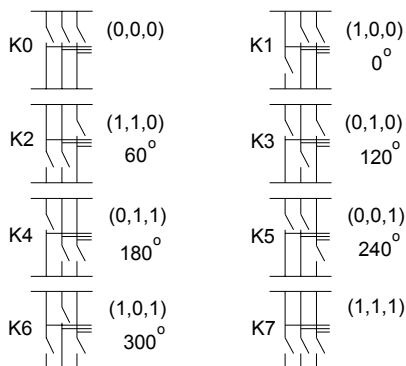 K0 (0,0,0)
K1 (1,0,0)
0°
K2 (1,1,0)
60°
K3 (0,1,0)
120°
K4 (0,1,1)
180°
K5 (0,0,1)
240°
K6 (1,0,1)
300°
K7 (1,1,1)